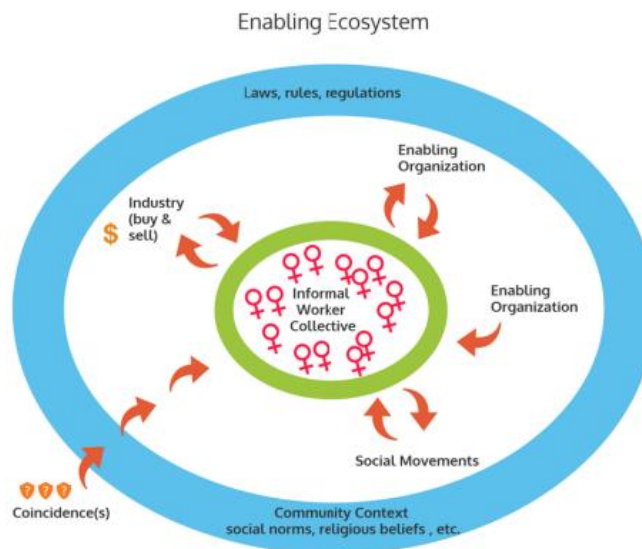 Enabling Ecosystem
Laws, rules, regulations
Enabling
Organization
Industry
(buy &
sell)
$
Informal
Worker
Collective
Enabling
Organization
Social Movements
? ? ?
Coincidence(s)
Community Context
social norms, religious beliefs , etc.